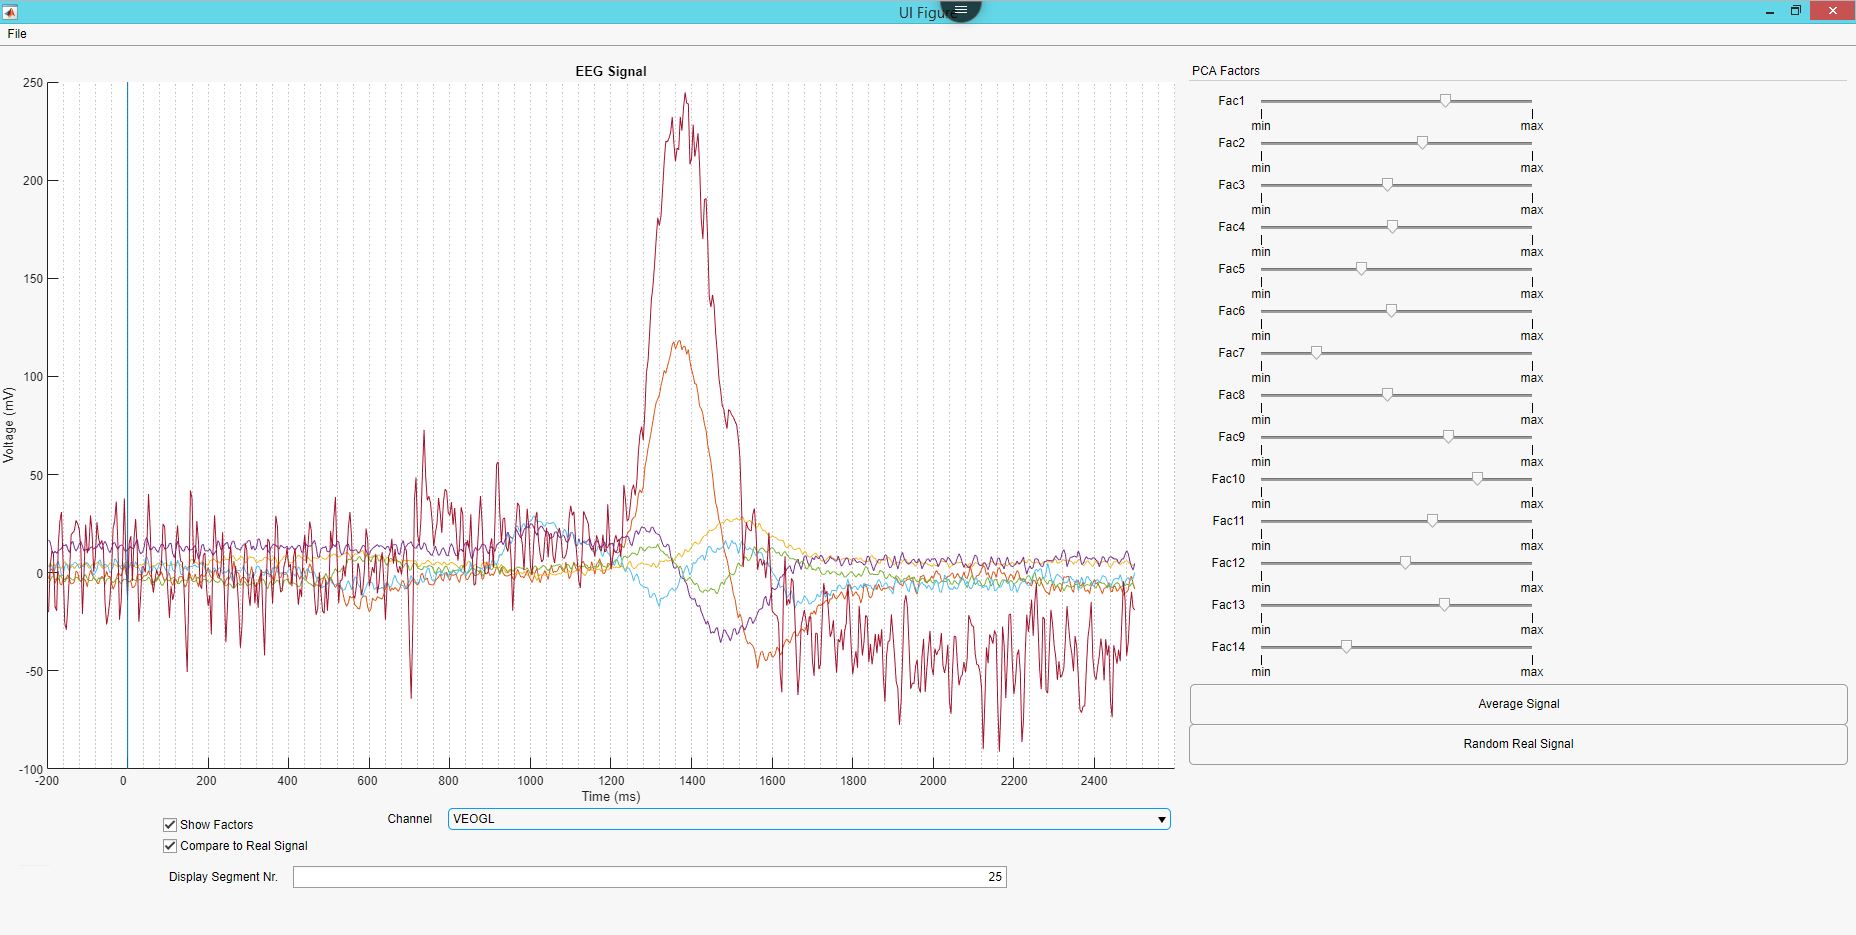 UI Figure
File
EEG Signal
250
200
150
100
50
0
-50
-100
Voltage (mV)
-200 0 200 400 600 800 1000 1200 1400 1600 1800 2000 2200 2400
Time (ms)
Show Factors
Compare to Real Signal
Channel VEOGL
Display Segment Nr. 25
PCA Factors
Fac1
min max
Fac2
min max
Fac3
min max
Fac4
min max
Fac5
min max
Fac6
min max
Fac7
min max
Fac8
min max
Fac9
min max
Fac10
min max
Fac11
min max
Fac12
min max
Fac13
min max
Fac14
min max
Average Signal
Random Real Signal